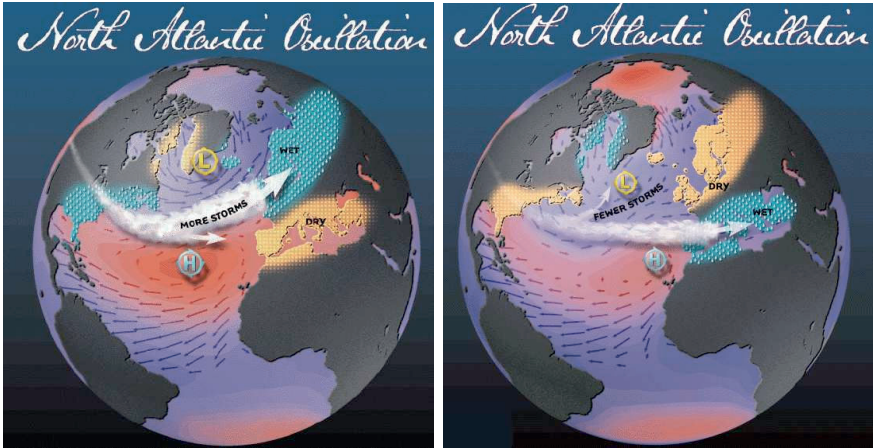 North Atlantic Oscillation
L
WET
MORE STORMS
DRY
H
North Atlantic Oscillation
L
DRY
FEWER STORMS
WET
H